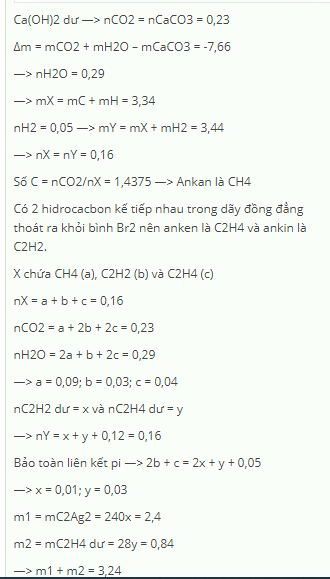 Ca(OH)2 dư —> nCO2 = nCaCO3 = 0,23
Δm = mCO2 + mH2O – mCaCO3 = -7,66
—> nH2O = 0,29
—> mX = mC + mH = 3,34
nH2 = 0,05 —> mY = mX + mH2 = 3,44
—> nX = nY = 0,16
Số C = nCO2/nX = 1,4375 —> Ankan là CH4
Có 2 hidrocacbon kế tiếp nhau trong dãy đồng đẳng
thoát ra khỏi bình Br2 nên anken là C2H4 và ankin là
C2H2.
X chứa CH4 (a), C2H2 (b) và C2H4 (c)
nX = a + b + c = 0,16
nCO2 = a + 2b + 2c = 0,23
nH2O = 2a + b + 2c = 0,29
—> a = 0,09; b = 0,03; c = 0,04
nC2H2 dư = x và nC2H4 dư = y
—> nY = x + y + 0,12 = 0,16
Bảo toàn liên kết pi —> 2b + c = 2x + y + 0,05
—> x = 0,01; y = 0,03
m1 = mC2Ag2 = 240x = 2,4
m2 = mC2H4 dư = 28y = 0,84
—> m1 + m2 = 3,24